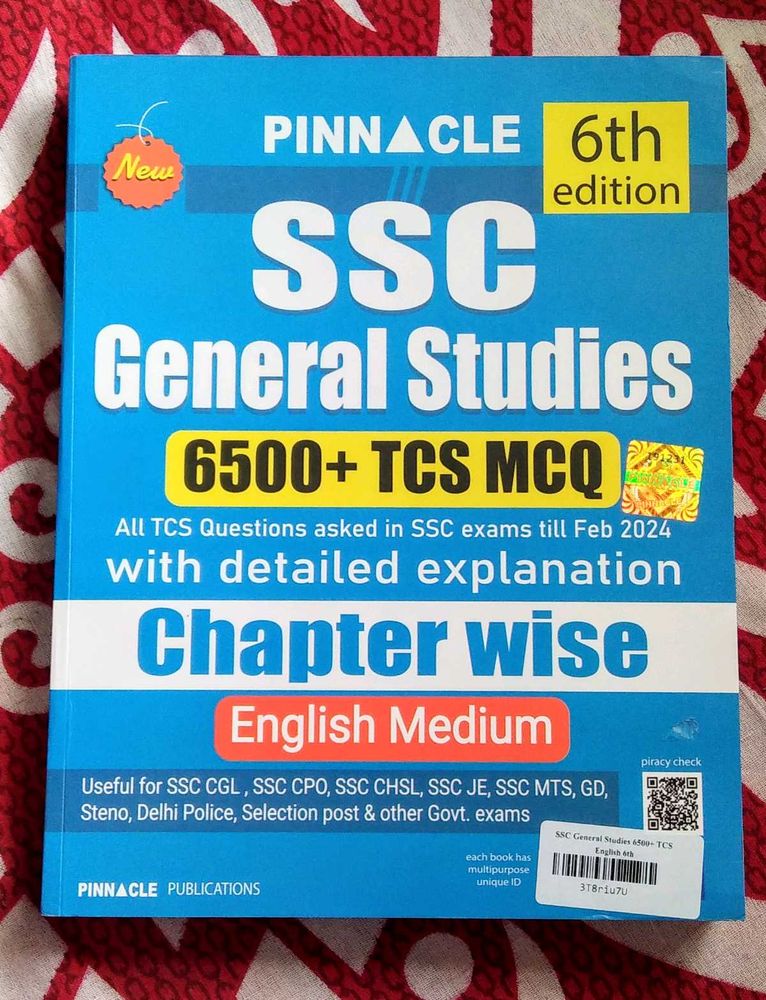 New
PINNACLE
6th
edition
SSC
General Studies
6500+ TCS MCQ
191231
All TCS Questions asked in SSC exams till Feb 2024
with detailed explanation
Chapter wise
English Medium
piracy check
Useful for SSC CGL , SSC CPO, SSC CHSL, SSC JE, SSC MTS, GD,
Steno, Delhi Police, Selection post & other Govt. exams
each book has
multipurpose
unique ID
SSC General Studies 6500+ TCS
English 6th
3T8riu7U
PINNACLE PUBLICATIONS